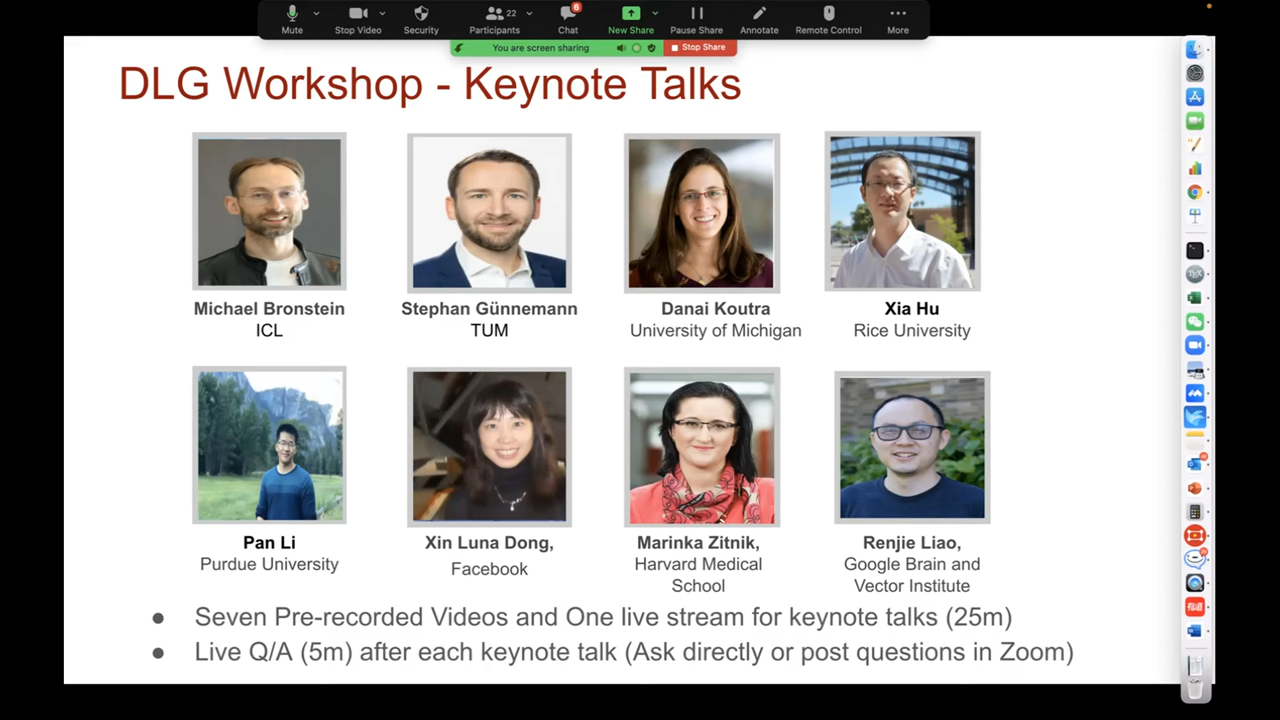 Mute
Stop Video
Security
22
Participants
6
Chat
New Share
Pause Share
Annotate
Remote Control
More
You are screen sharing
Stop Share
DLG Workshop - Keynote Talks
Michael Bronstein
ICL
Stephan Günnemann
TUM
Danai Koutra
University of Michigan
Xia Hu
Rice University
Pan Li
Purdue University
Xin Luna Dong,
Facebook
Marinka Zitnik,
Harvard Medical
School
Renjie Liao,
Google Brain and
Vector Institute
• Seven Pre-recorded Videos and One live stream for keynote talks (25m)
• Live Q/A (5m) after each keynote talk (Ask directly or post questions in Zoom)